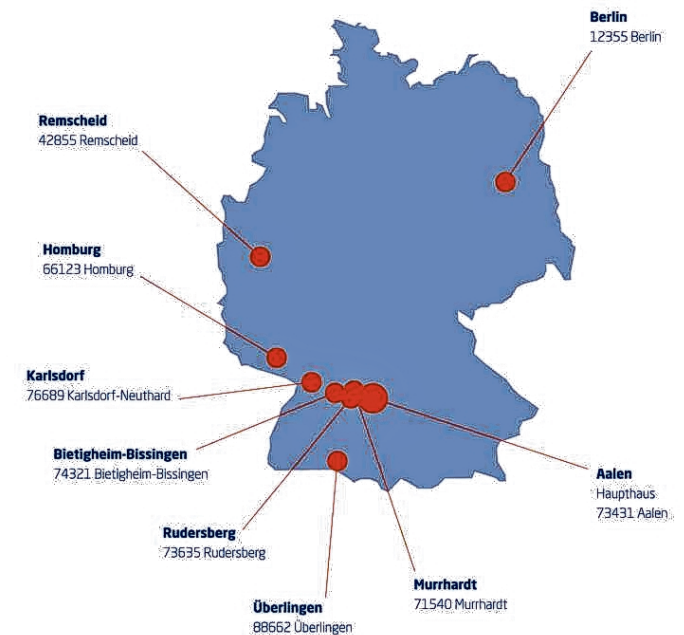 Berlin
12355 Berlin
Remscheid
42855 Remscheid
Homburg
66123 Homburg
Karlsdorf
76689 Karlsdorf-Neuthard
Bietigheim-Bissingen
74321 Bietigheim-Bissingen
Aalen
Haupthaus
73431 Aalen
Rudersberg
73635 Rudersberg
Murrhardt
71540 Murrhardt
Überlingen
88662 Überlingen